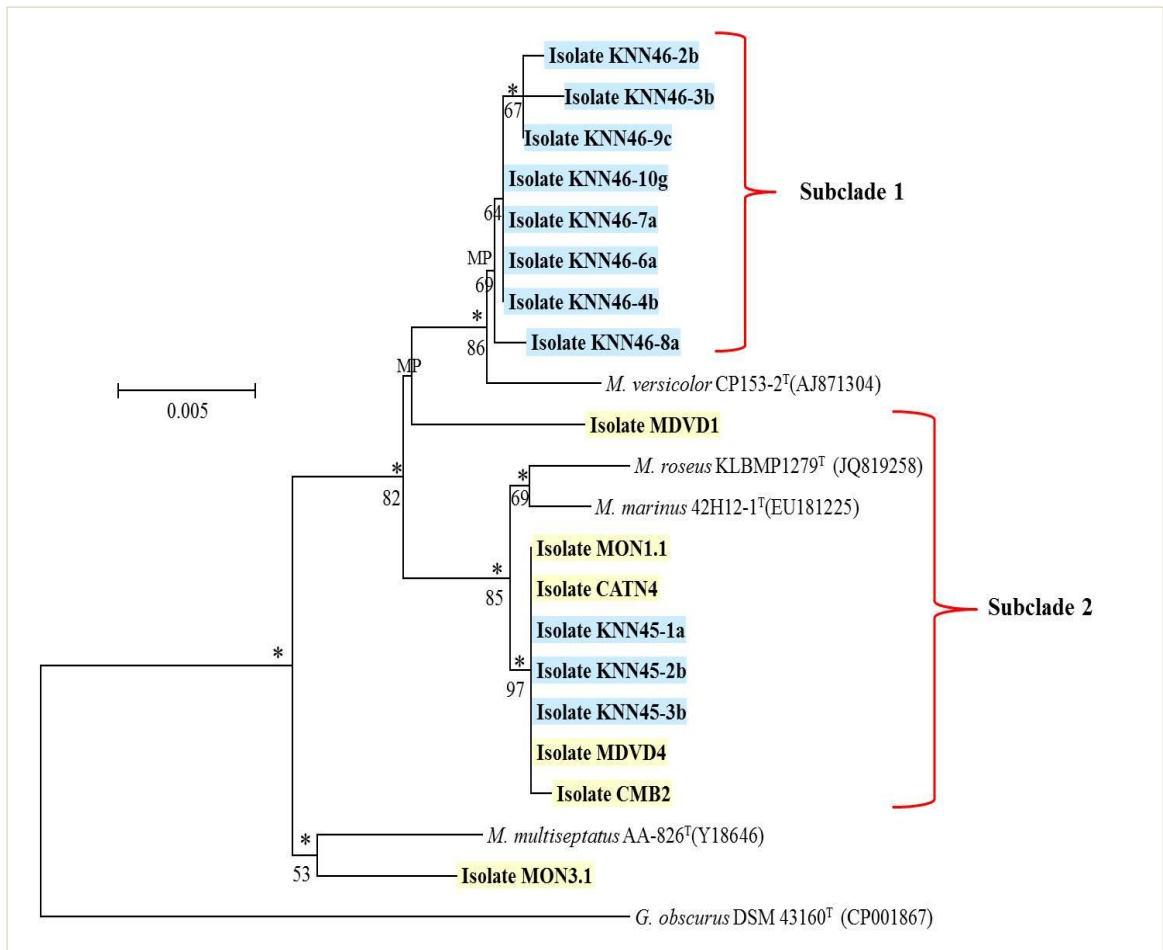 Isolate KNN46-2b
*
Isolate KNN46-3b
67
Isolate KNN46-9c
Isolate KNN46-10g
Subclade 1
64
Isolate KNN46-7a
MP
Isolate KNN46-6a
69
Isolate KNN46-4b
*
Isolate KNN46-8a
86
MP
M. versicolor CP153-2ᵀ(AJ871304)
0.005
Isolate MDVD1
*
M. roseus KLBMP1279ᵀ (JQ819258)
*
82
69
M. marinus 42H12-1ᵀ(EU181225)
Isolate MON1.1
*
Isolate CATN4
85
Subclade 2
Isolate KNN45-1a
*
*
Isolate KNN45-2b
97
Isolate KNN45-3b
Isolate MDVD4
Isolate CMB2
*
M. multiseptatus AA-826ᵀ(Y18646)
53
Isolate MON3.1
G. obscurus DSM 43160ᵀ (CP001867)